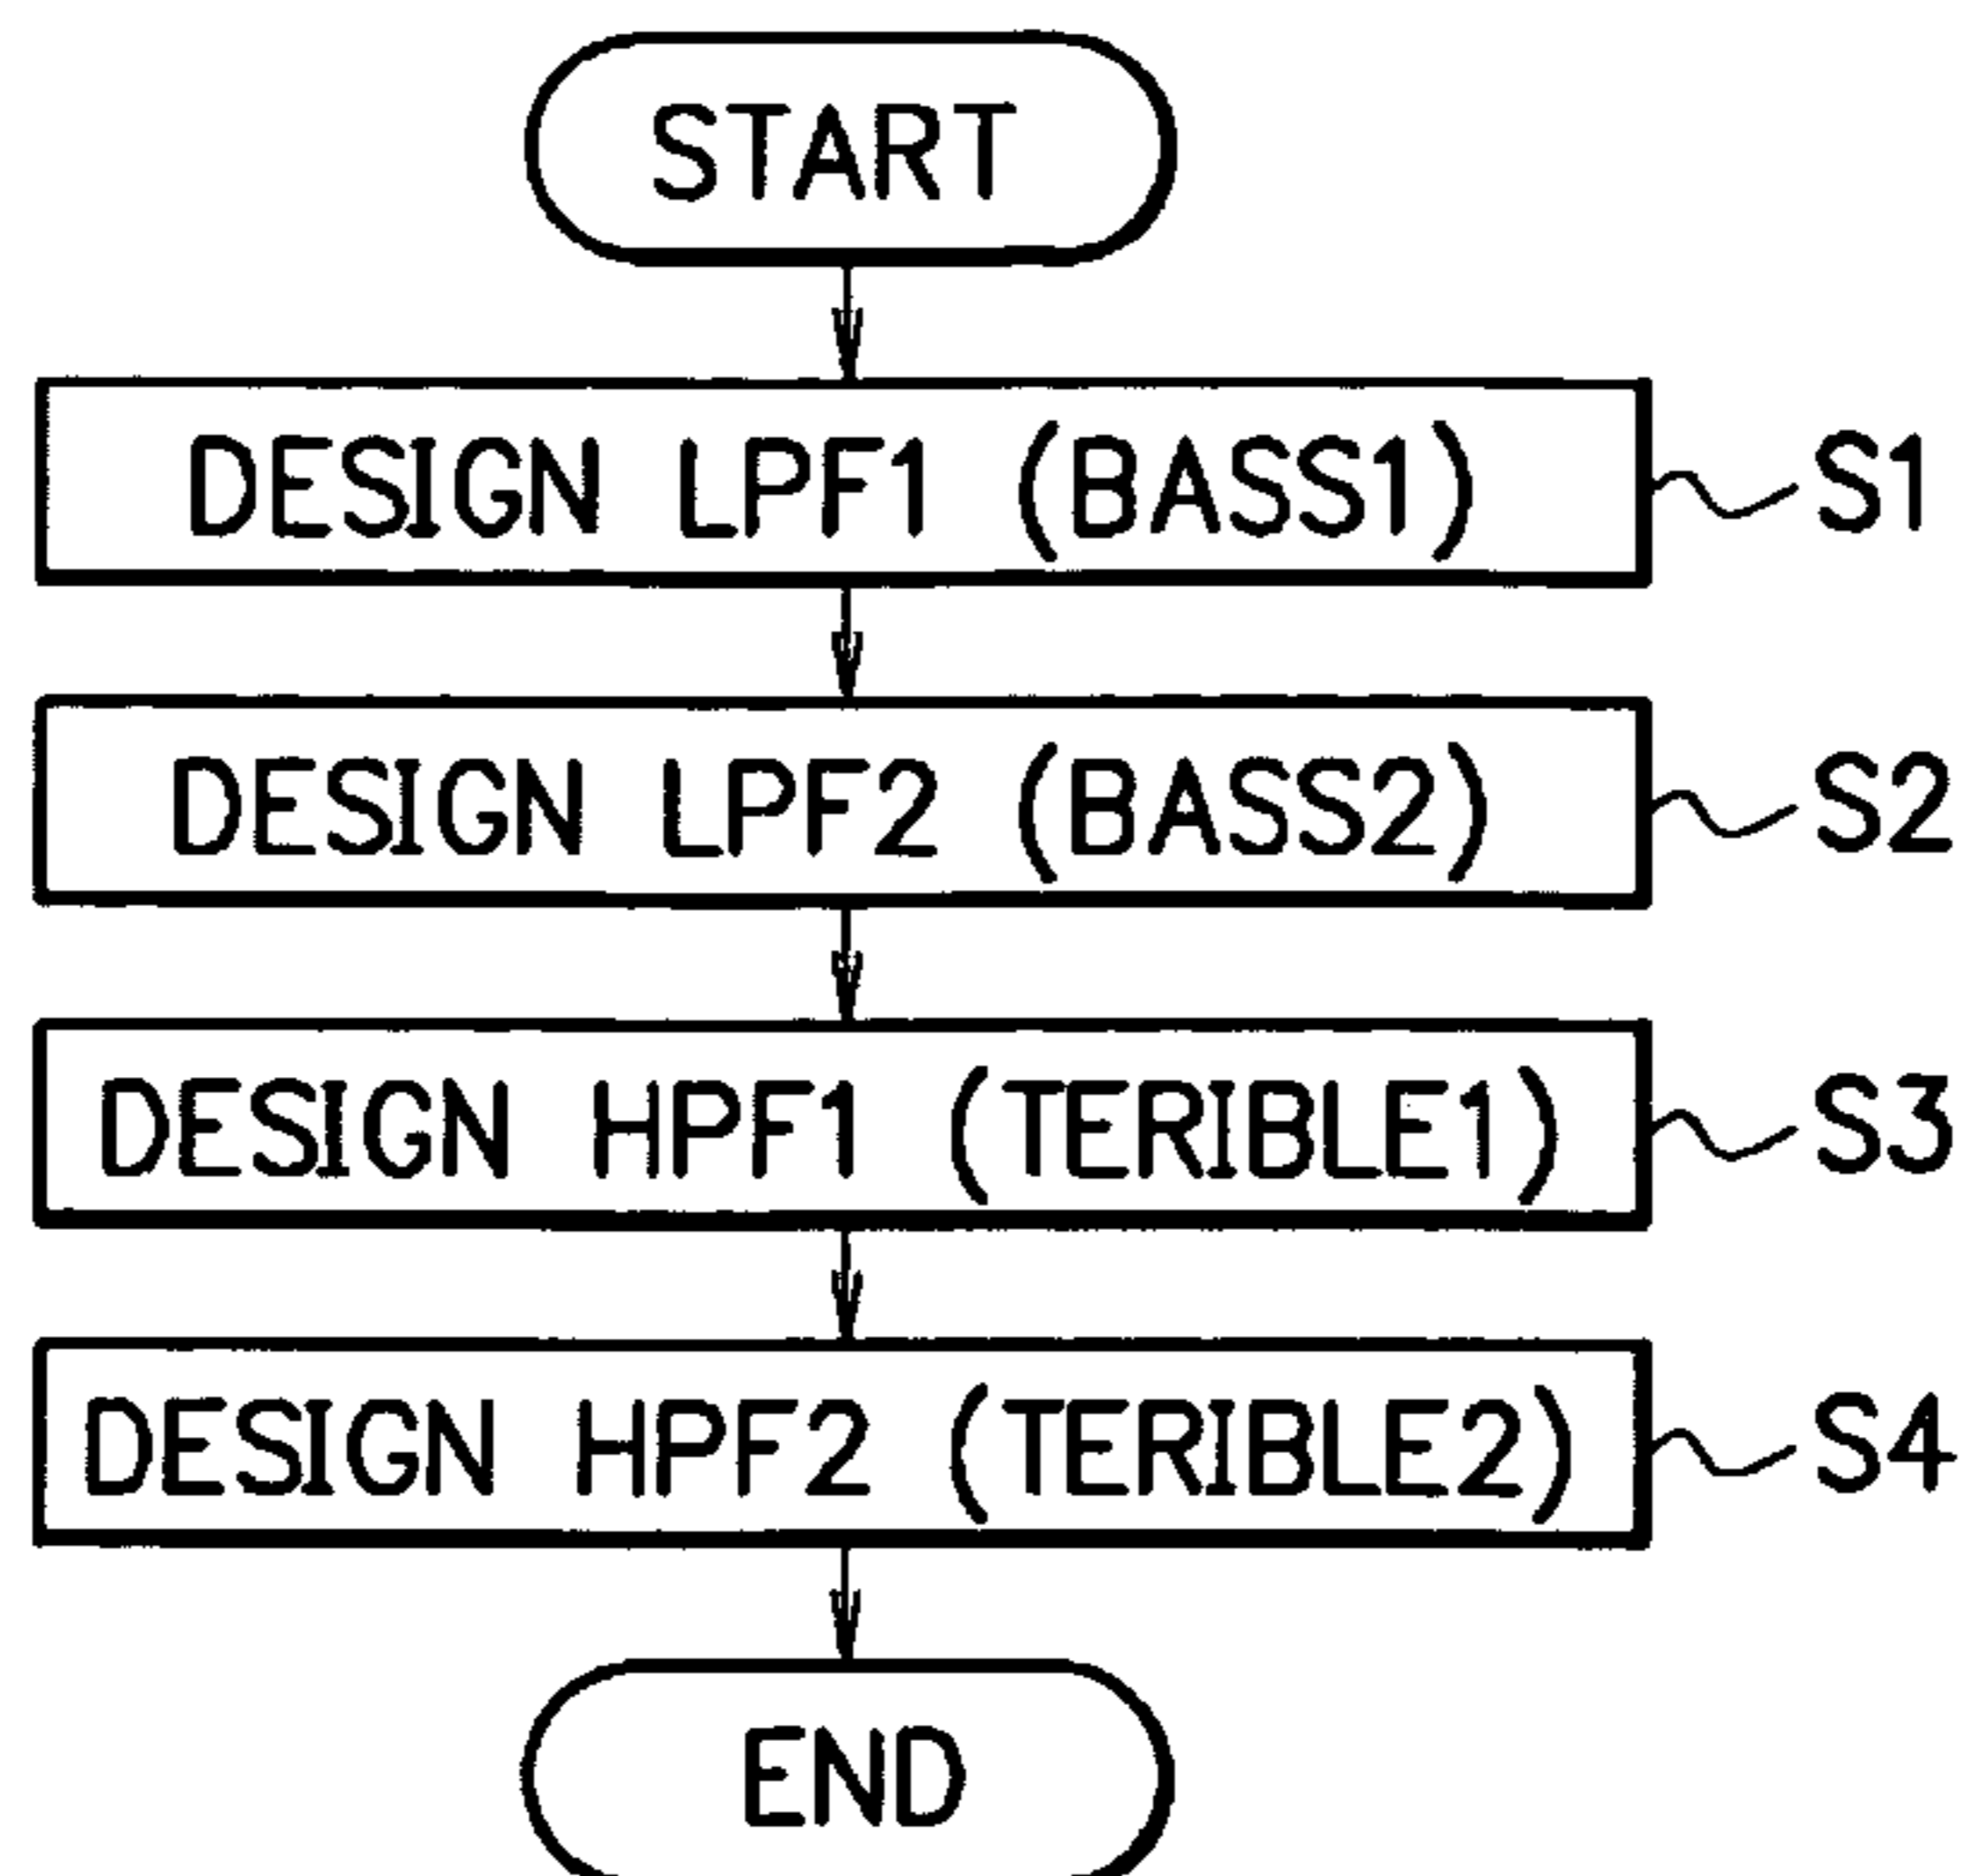 START
DESIGN LPF1 (BASS1) S1
DESIGN LPF2 (BASS2) S2
DESIGN HPF1 (TERIBLE1) S3
DESIGN HPF2 (TERIBLE2) S4
END